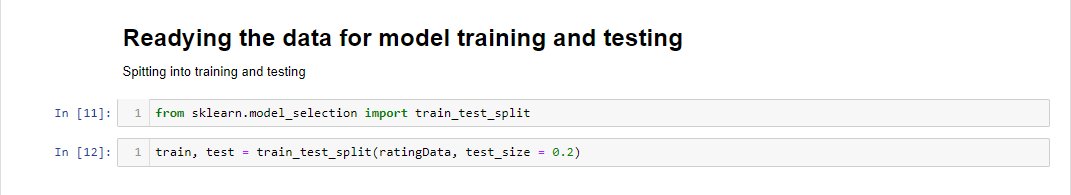 Readying the data for model training and testing
Spitting into training and testing
In [11]: 1 from sklearn.model_selection import train_test_split
In [12]: 1 train, test = train_test_split(ratingData, test_size = 0.2)